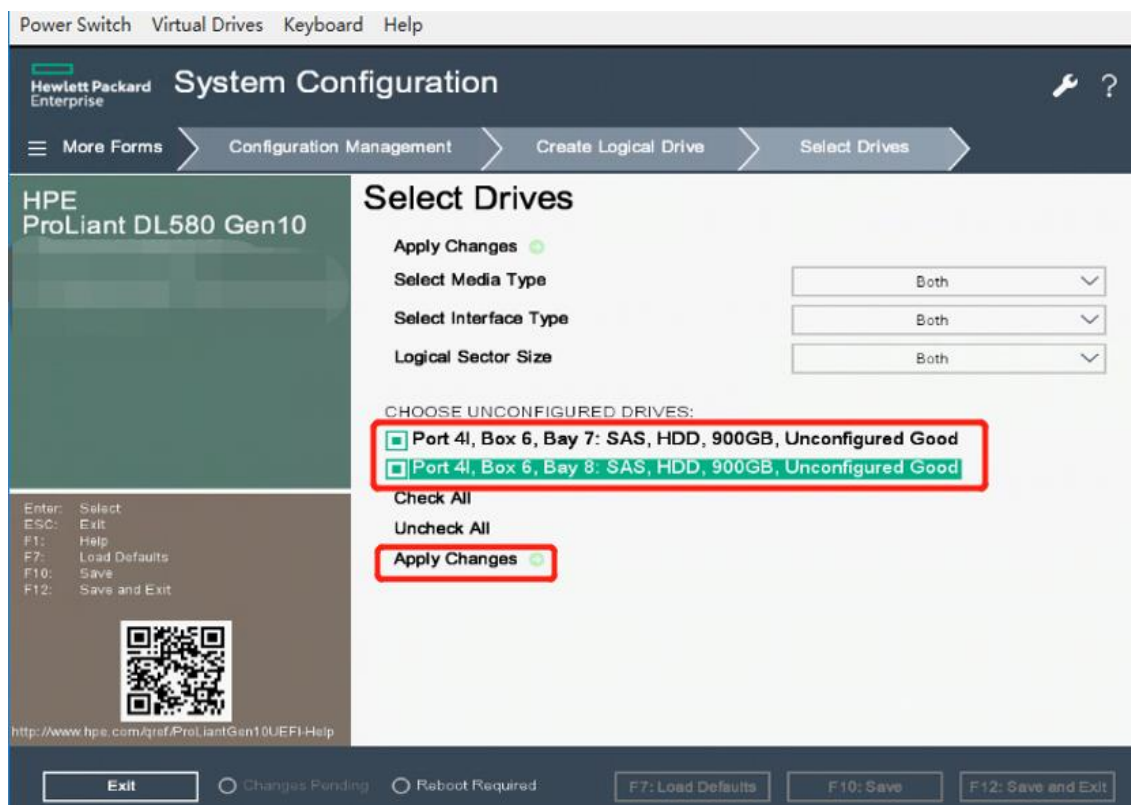 Power Switch Virtual Drives Keyboard Help
Hewlett Packard
Enterprise
System Configuration
?
More Forms Configuration Management Create Logical Drive Select Drives
HPE
ProLiant DL580 Gen10
Select Drives
Apply Changes
Select Media Type Both
Select Interface Type Both
Logical Sector Size Both
CHOOSE UNCONFIGURED DRIVES:
Port 4I, Box 6, Bay 7: SAS, HDD, 900GB, Unconfigured Good
Port 4I, Box 6, Bay 8: SAS, HDD, 900GB, Unconfigured Good
Check All
Uncheck All
Apply Changes
Enter: Select
ESC: Exit
F1: Help
F7: Load Defaults
F10: Save
F12: Save and Exit
http://www.hpe.com/qref/ProLiantGen10UEFI-Help
Exit Changes Pending Reboot Required F7: Load Defaults F10: Save F12: Save and Exit